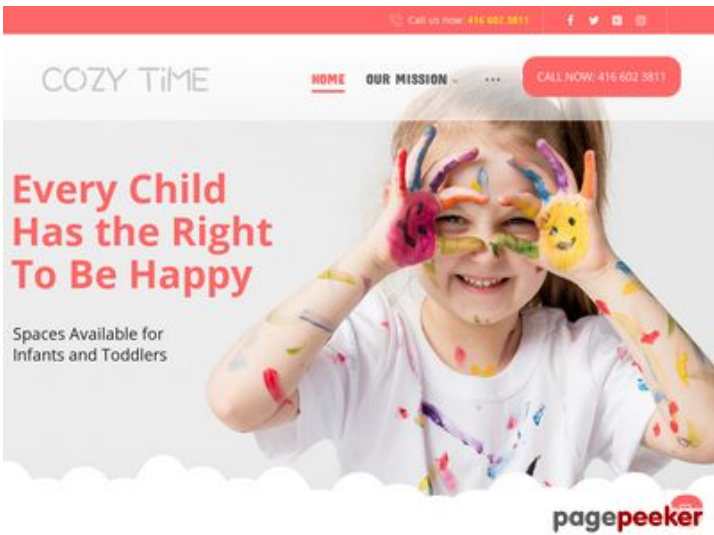 Call us now: 416 602 3811
COZY TiME
HOME
OUR MISSION
...
CALL NOW: 416 602 3811
Every Child
Has the Right
To Be Happy
Spaces Available for
Infants and Toddlers
pagepeeker